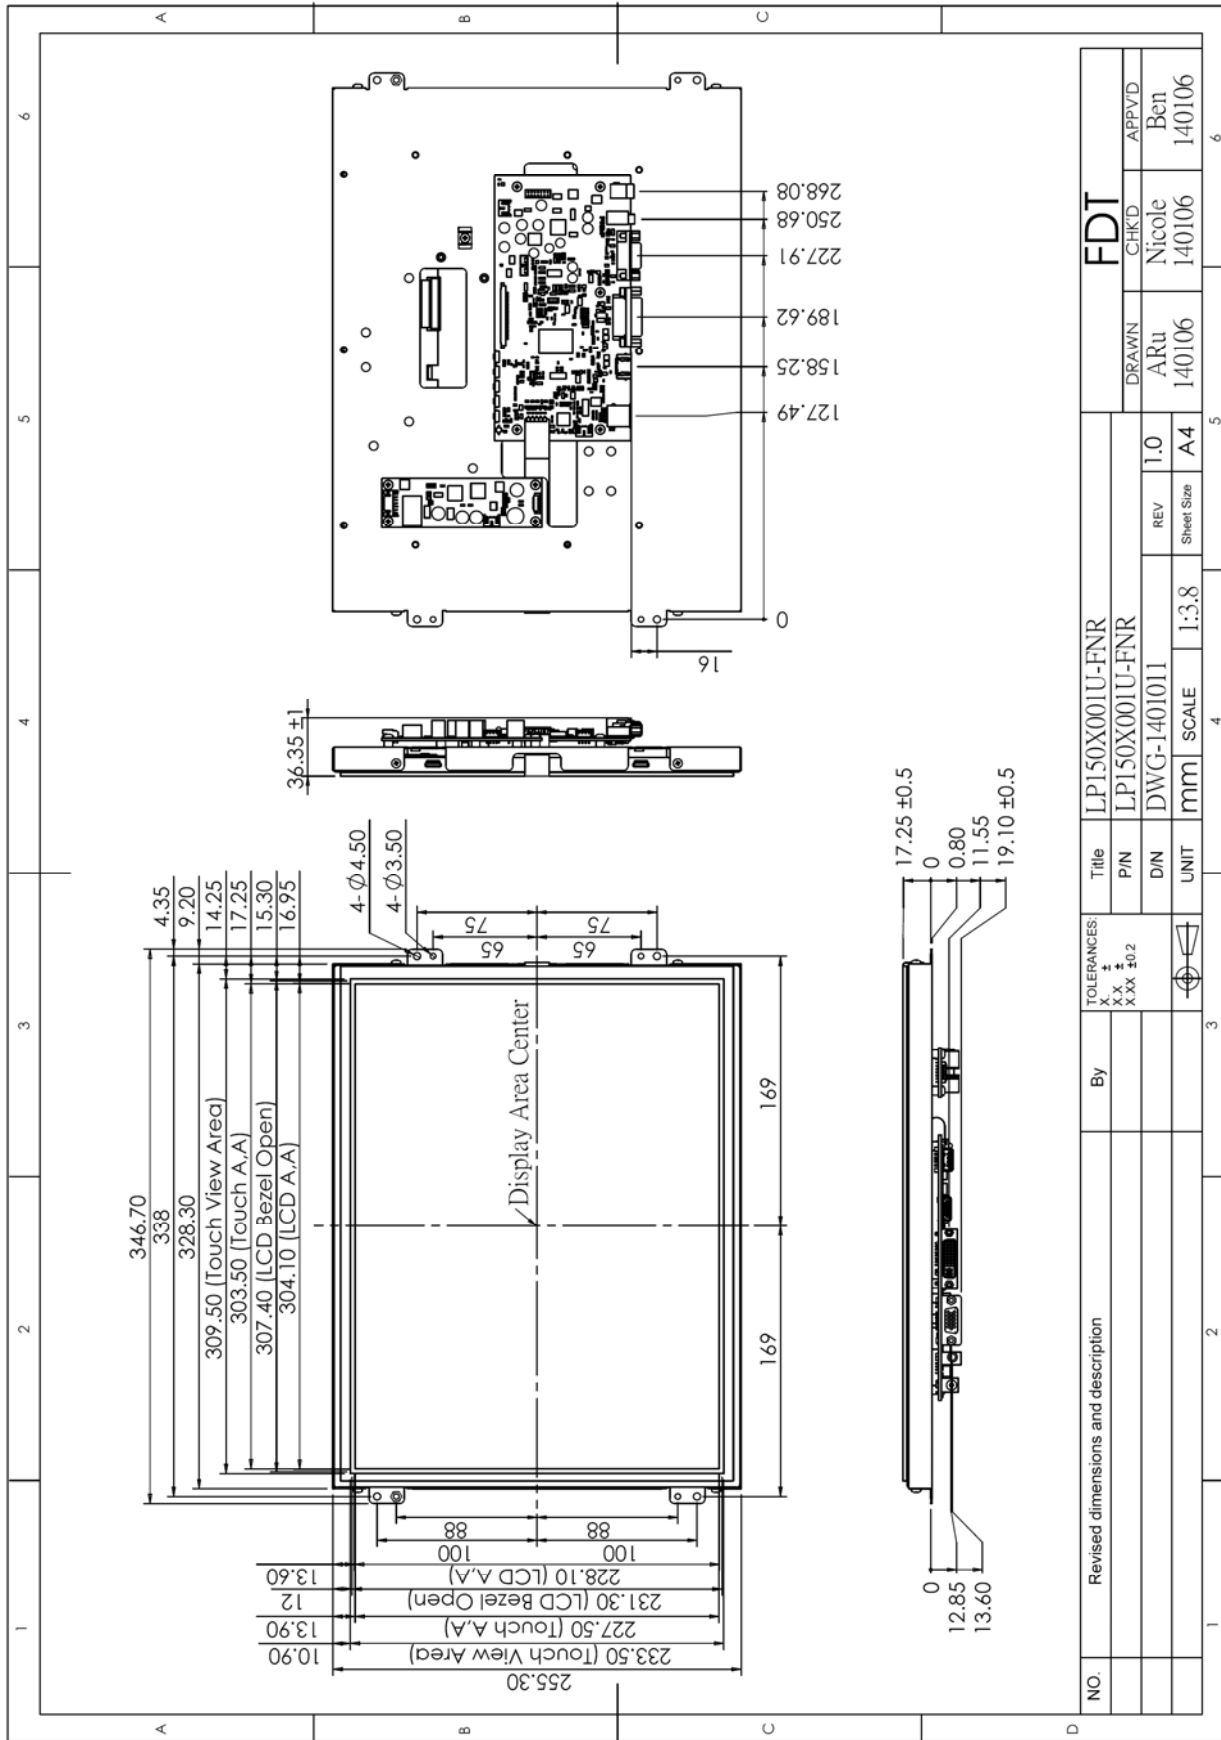 A
B
C
6
5
4
3
2
1
346.70
338
328.30
309.50 (Touch View Area)
303.50 (Touch A,A)
307.40 (LCD Bezel Open)
304.10 (LCD A,A)
4.35
9.20
14.25
17.25
15.30
16.95
4-Ø4.50
4-Ø3.50
75
65
65
75
Display Area Center
169
169
88
88
100
100
228.10 (LCD A,A)
13.60
231.30 (LCD Bezel Open)
12
227.50 (Touch A,A)
13.90
233.50 (Touch View Area)
10.90
255.30
36.35 ±1
268.08
250.68
227.91
189.62
158.25
127.49
0
16
17.25 ±0.5
0
0.80
11.55
19.10 ±0.5
0
12.85
13.60
NO.
Revised dimensions and description
By
TOLERANCES:
X. ±
X.X ±
X.XX ±0.2
Title
LP150X001U-FNR
P/N
LP150X001U-FNR
D/N
DWG-1401011
REV
1.0
UNIT
mm
SCALE
1:3.8
Sheet Size
A4
FDT
DRAWN
CHK'D
APPV'D
ARu
Nicole
Ben
140106
140106
140106
A
B
C
D
1
2
3
4
5
6